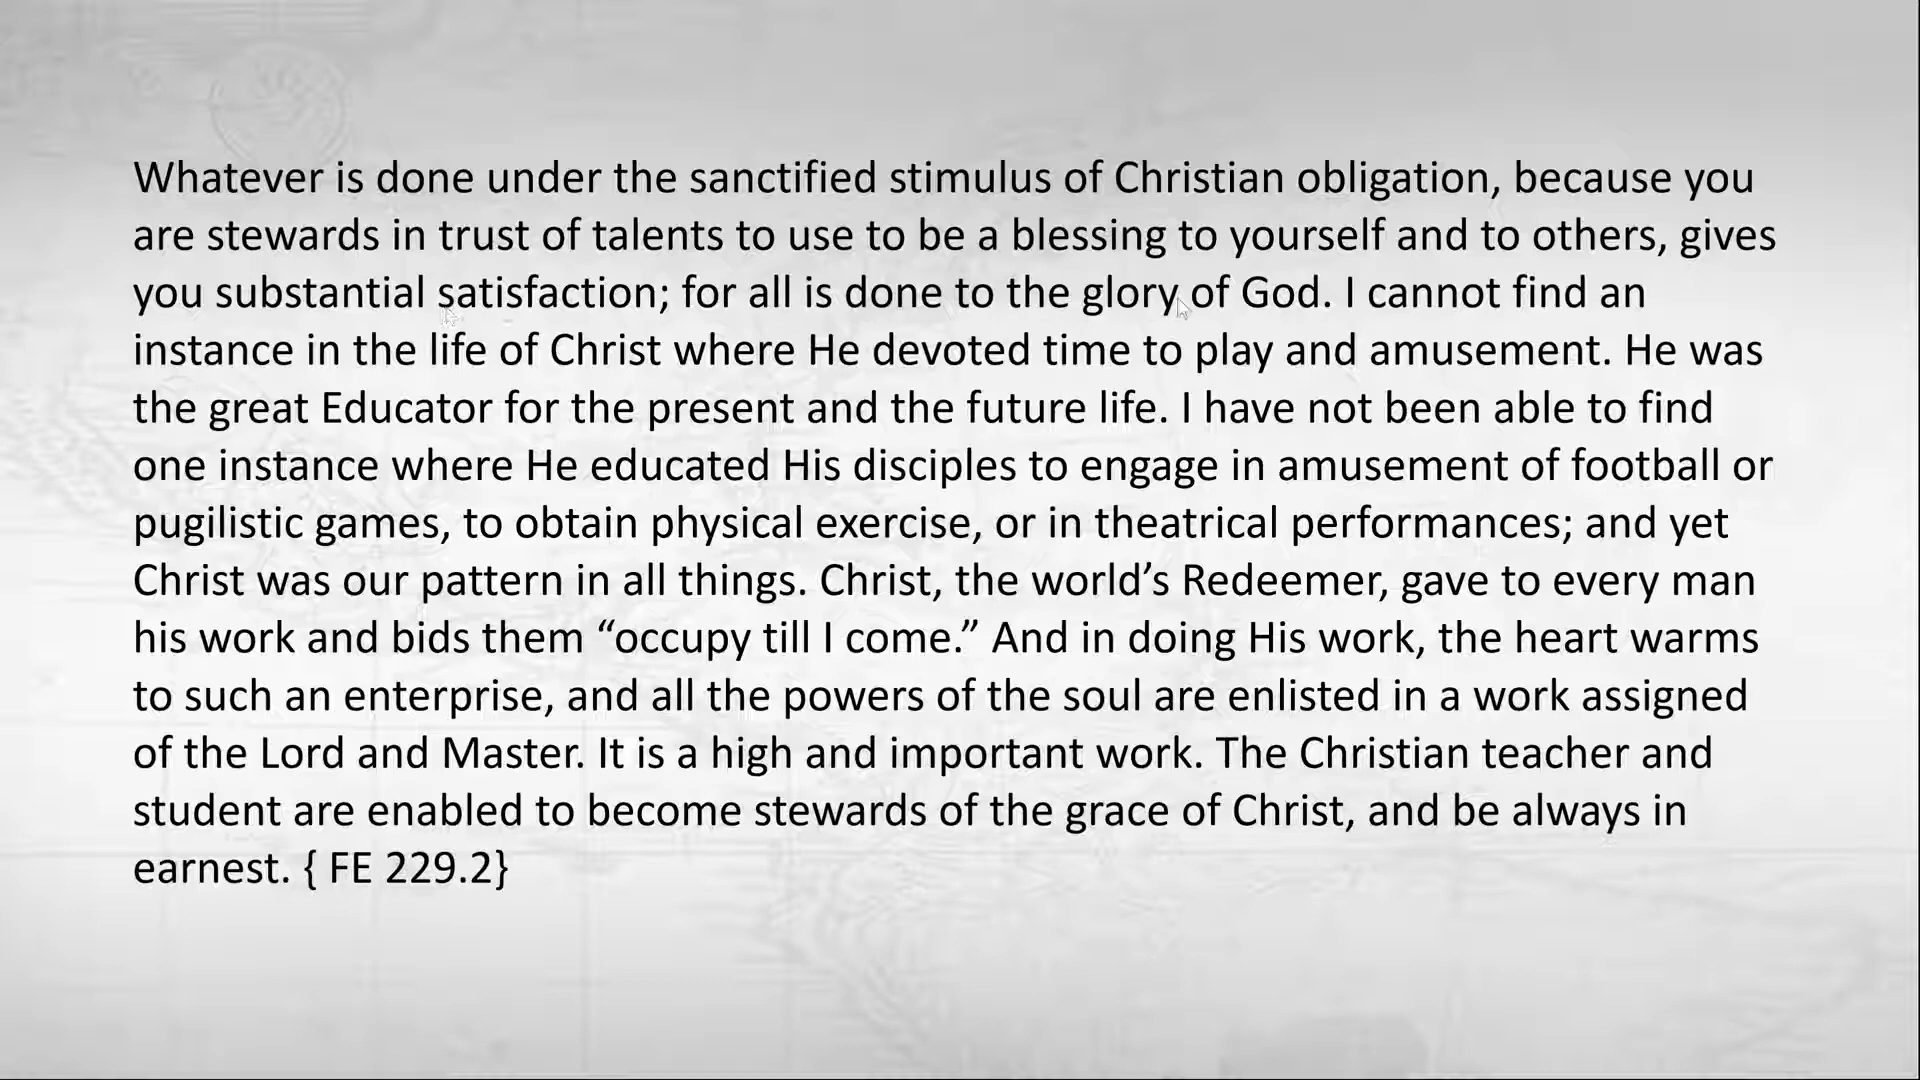 Whatever is done under the sanctified stimulus of Christian obligation, because you
are stewards in trust of talents to use to be a blessing to yourself and to others, gives
you substantial satisfaction; for all is done to the glory of God. I cannot find an
instance in the life of Christ where He devoted time to play and amusement. He was
the great Educator for the present and the future life. I have not been able to find
one instance where He educated His disciples to engage in amusement of football or
pugilistic games, to obtain physical exercise, or in theatrical performances; and yet
Christ was our pattern in all things. Christ, the world’s Redeemer, gave to every man
his work and bids them “occupy till I come.” And in doing His work, the heart warms
to such an enterprise, and all the powers of the soul are enlisted in a work assigned
of the Lord and Master. It is a high and important work. The Christian teacher and
student are enabled to become stewards of the grace of Christ, and be always in
earnest. { FE 229.2}